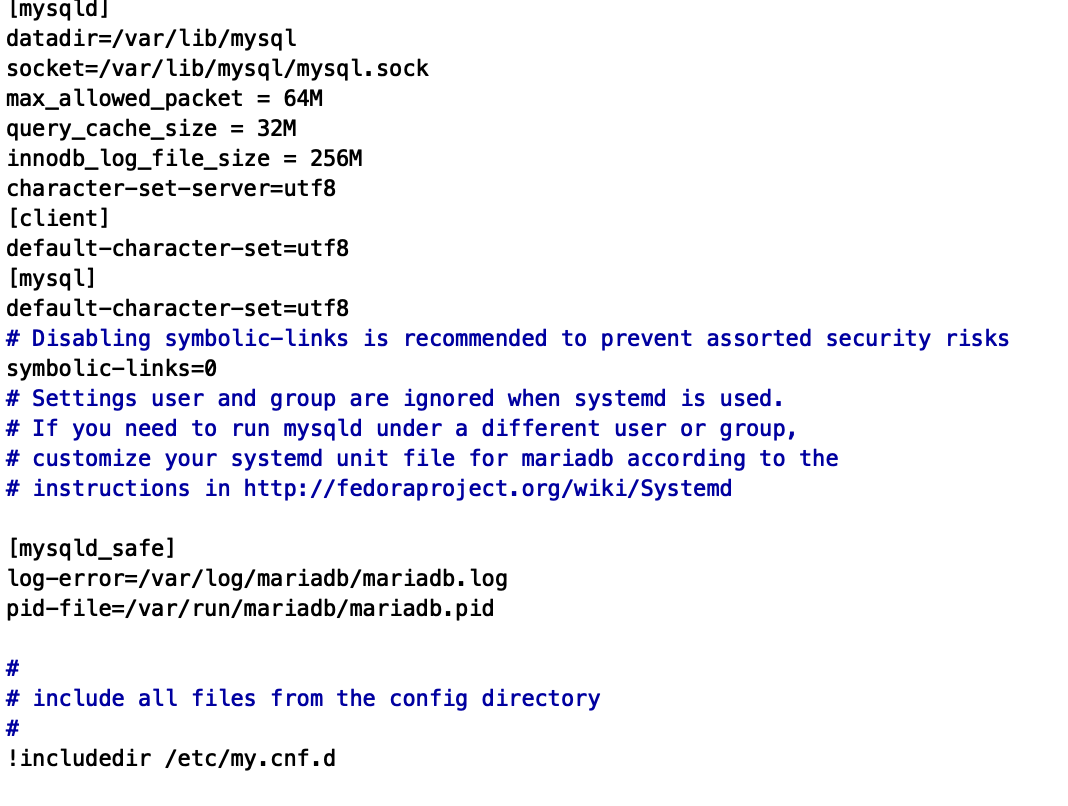 [mysqld]
datadir=/var/lib/mysql
socket=/var/lib/mysql/mysql.sock
max_allowed_packet = 64M
query_cache_size = 32M
innodb_log_file_size = 256M
character-set-server=utf8
[client]
default-character-set=utf8
[mysql]
default-character-set=utf8
# Disabling symbolic-links is recommended to prevent assorted security risks
symbolic-links=0
# Settings user and group are ignored when systemd is used.
# If you need to run mysqld under a different user or group,
# customize your systemd unit file for mariadb according to the
# instructions in http://fedoraproject.org/wiki/Systemd

[mysqld_safe]
log-error=/var/log/mariadb/mariadb.log
pid-file=/var/run/mariadb/mariadb.pid

#
# include all files from the config directory
#
!includedir /etc/my.cnf.d